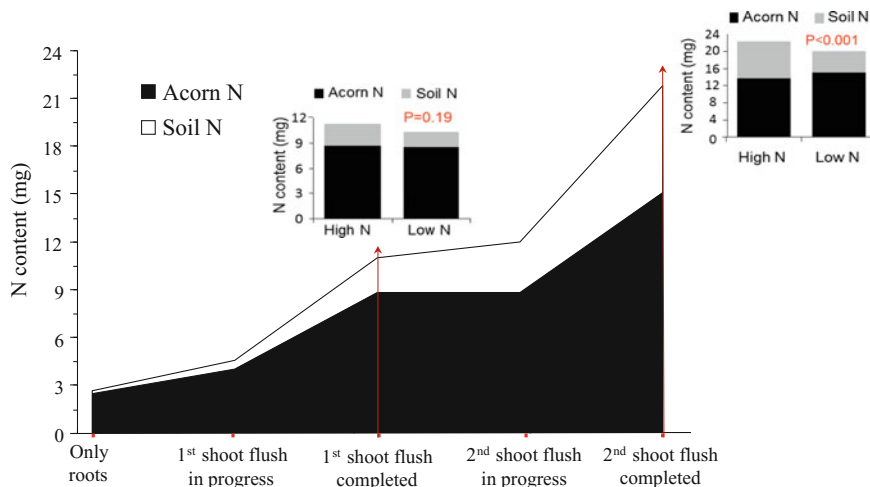 24
21
18
15
12
9
6
3
0
N content (mg)
Acorn N
Soil N
Only
roots
1st shoot flush
in progress
1st shoot flush
completed
2nd shoot flush
in progress
2nd shoot flush
completed
Acorn N Soil N
P=0.19
12
9
6
3
0
N content (mg)
High N Low N
Acorn N Soil N
P<0.001
24
20
16
12
8
4
0
N content (mg)
High N Low N